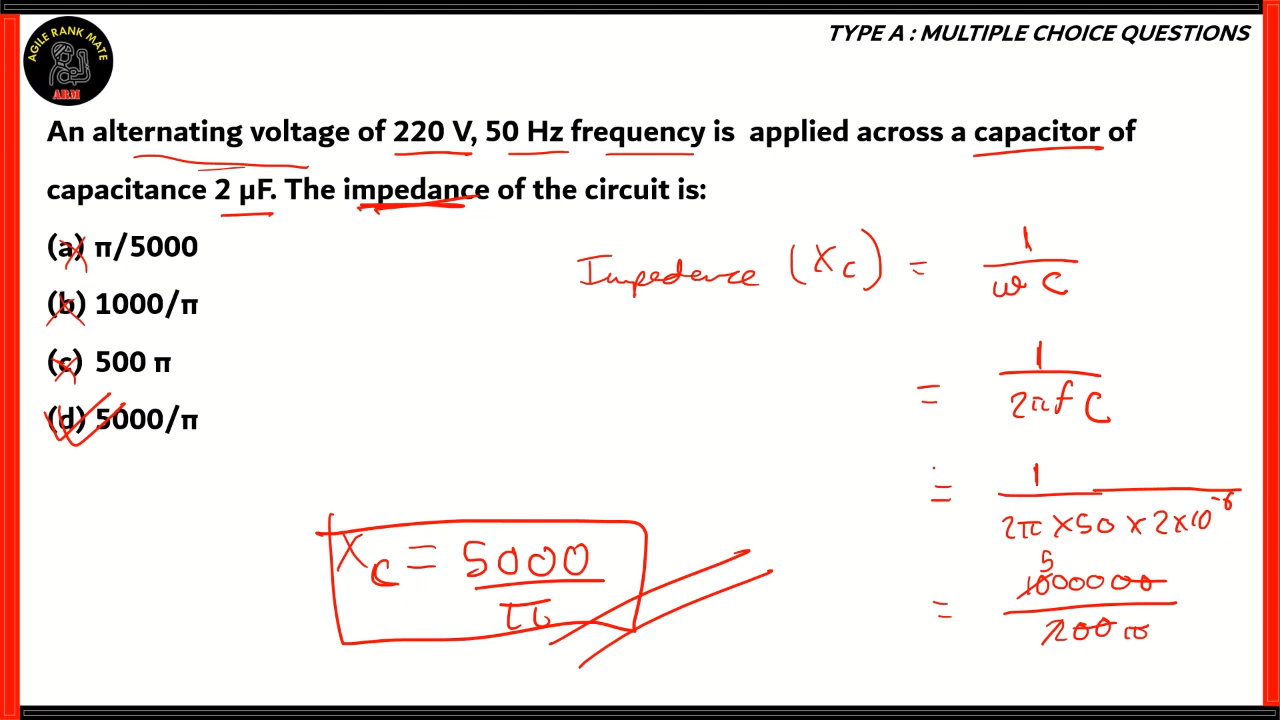 AGILE RANK MATE
ARM
TYPE A : MULTIPLE CHOICE QUESTIONS
An alternating voltage of 220 V, 50 Hz frequency is applied across a capacitor of
capacitance 2 µF. The impedance of the circuit is:
(a) π/5000
(b) 1000/π
(c) 500 π
(d) 5000/π
Impedence (Xc) = 1
ωC
= 1
2πfC
= 1
2π×50×2×10⁻⁶
5
= 1000000
200π
Xc = 5000
π